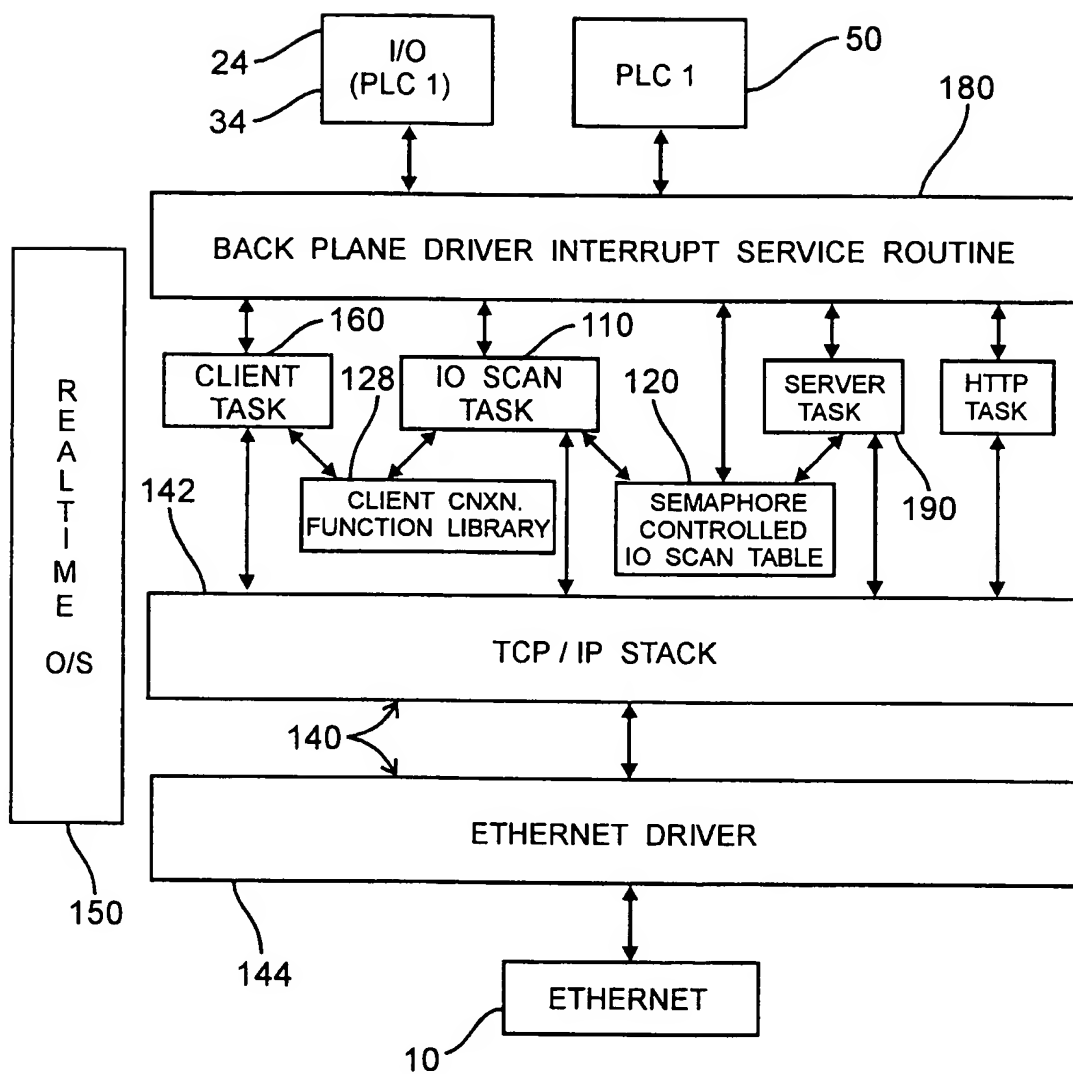 24
I/O
(PLC 1)
34
PLC 1
50
180
BACK PLANE DRIVER INTERRUPT SERVICE ROUTINE
160
110
CLIENT
TASK
128
IO SCAN
TASK
120
SERVER
TASK
HTTP
TASK
REALTIME
O/S
142
CLIENT CNXN.
FUNCTION LIBRARY
SEMAPHORE
CONTROLLED
IO SCAN TABLE
190
TCP / IP STACK
140
ETHERNET DRIVER
150
144
ETHERNET
10